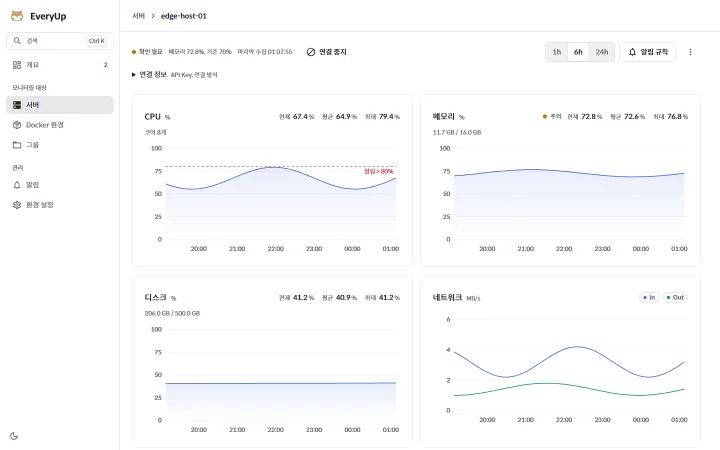 EveryUp
검색 Ctrl K
개요 2
모니터링 대상
서버
Docker 환경
그룹
관리
알림
환경 설정
서버 > edge-host-01
확인 필요 메모리 72.8%, 기준 70% 마지막 수집 01:07:55 연결 중지
1h 6h 24h 알림 규칙
연결 정보 API Key, 연결 방식
CPU % 현재 67.4% 평균 64.9% 최대 79.4%
코어 8개
100
75
50
25
0
알림 > 80%
20:00 21:00 22:00 23:00 00:00 01:00
메모리 % 주의 현재 72.8% 평균 72.6% 최대 76.8%
11.7 GB / 16.0 GB
100
75
50
25
0
20:00 21:00 22:00 23:00 00:00 01:00
디스크 % 현재 41.2% 평균 40.9% 최대 41.2%
206.0 GB / 500.0 GB
100
75
50
25
0
20:00 21:00 22:00 23:00 00:00 01:00
네트워크 MB/s In Out
6
4
2
0
20:00 21:00 22:00 23:00 00:00 01:00